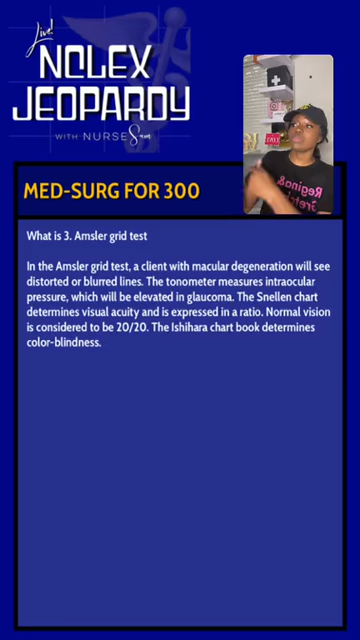 Live!
NCLEX
JEOPARDY
WITH NURSE Sam
MED-SURG FOR 300
What is 3. Amsler grid test
In the Amsler grid test, a client with macular degeneration will see
distorted or blurred lines. The tonometer measures intraocular
pressure, which will be elevated in glaucoma. The Snellen chart
determines visual acuity and is expressed in a ratio. Normal vision
is considered to be 20/20. The Ishihara chart book determines
color-blindness.
Regina&